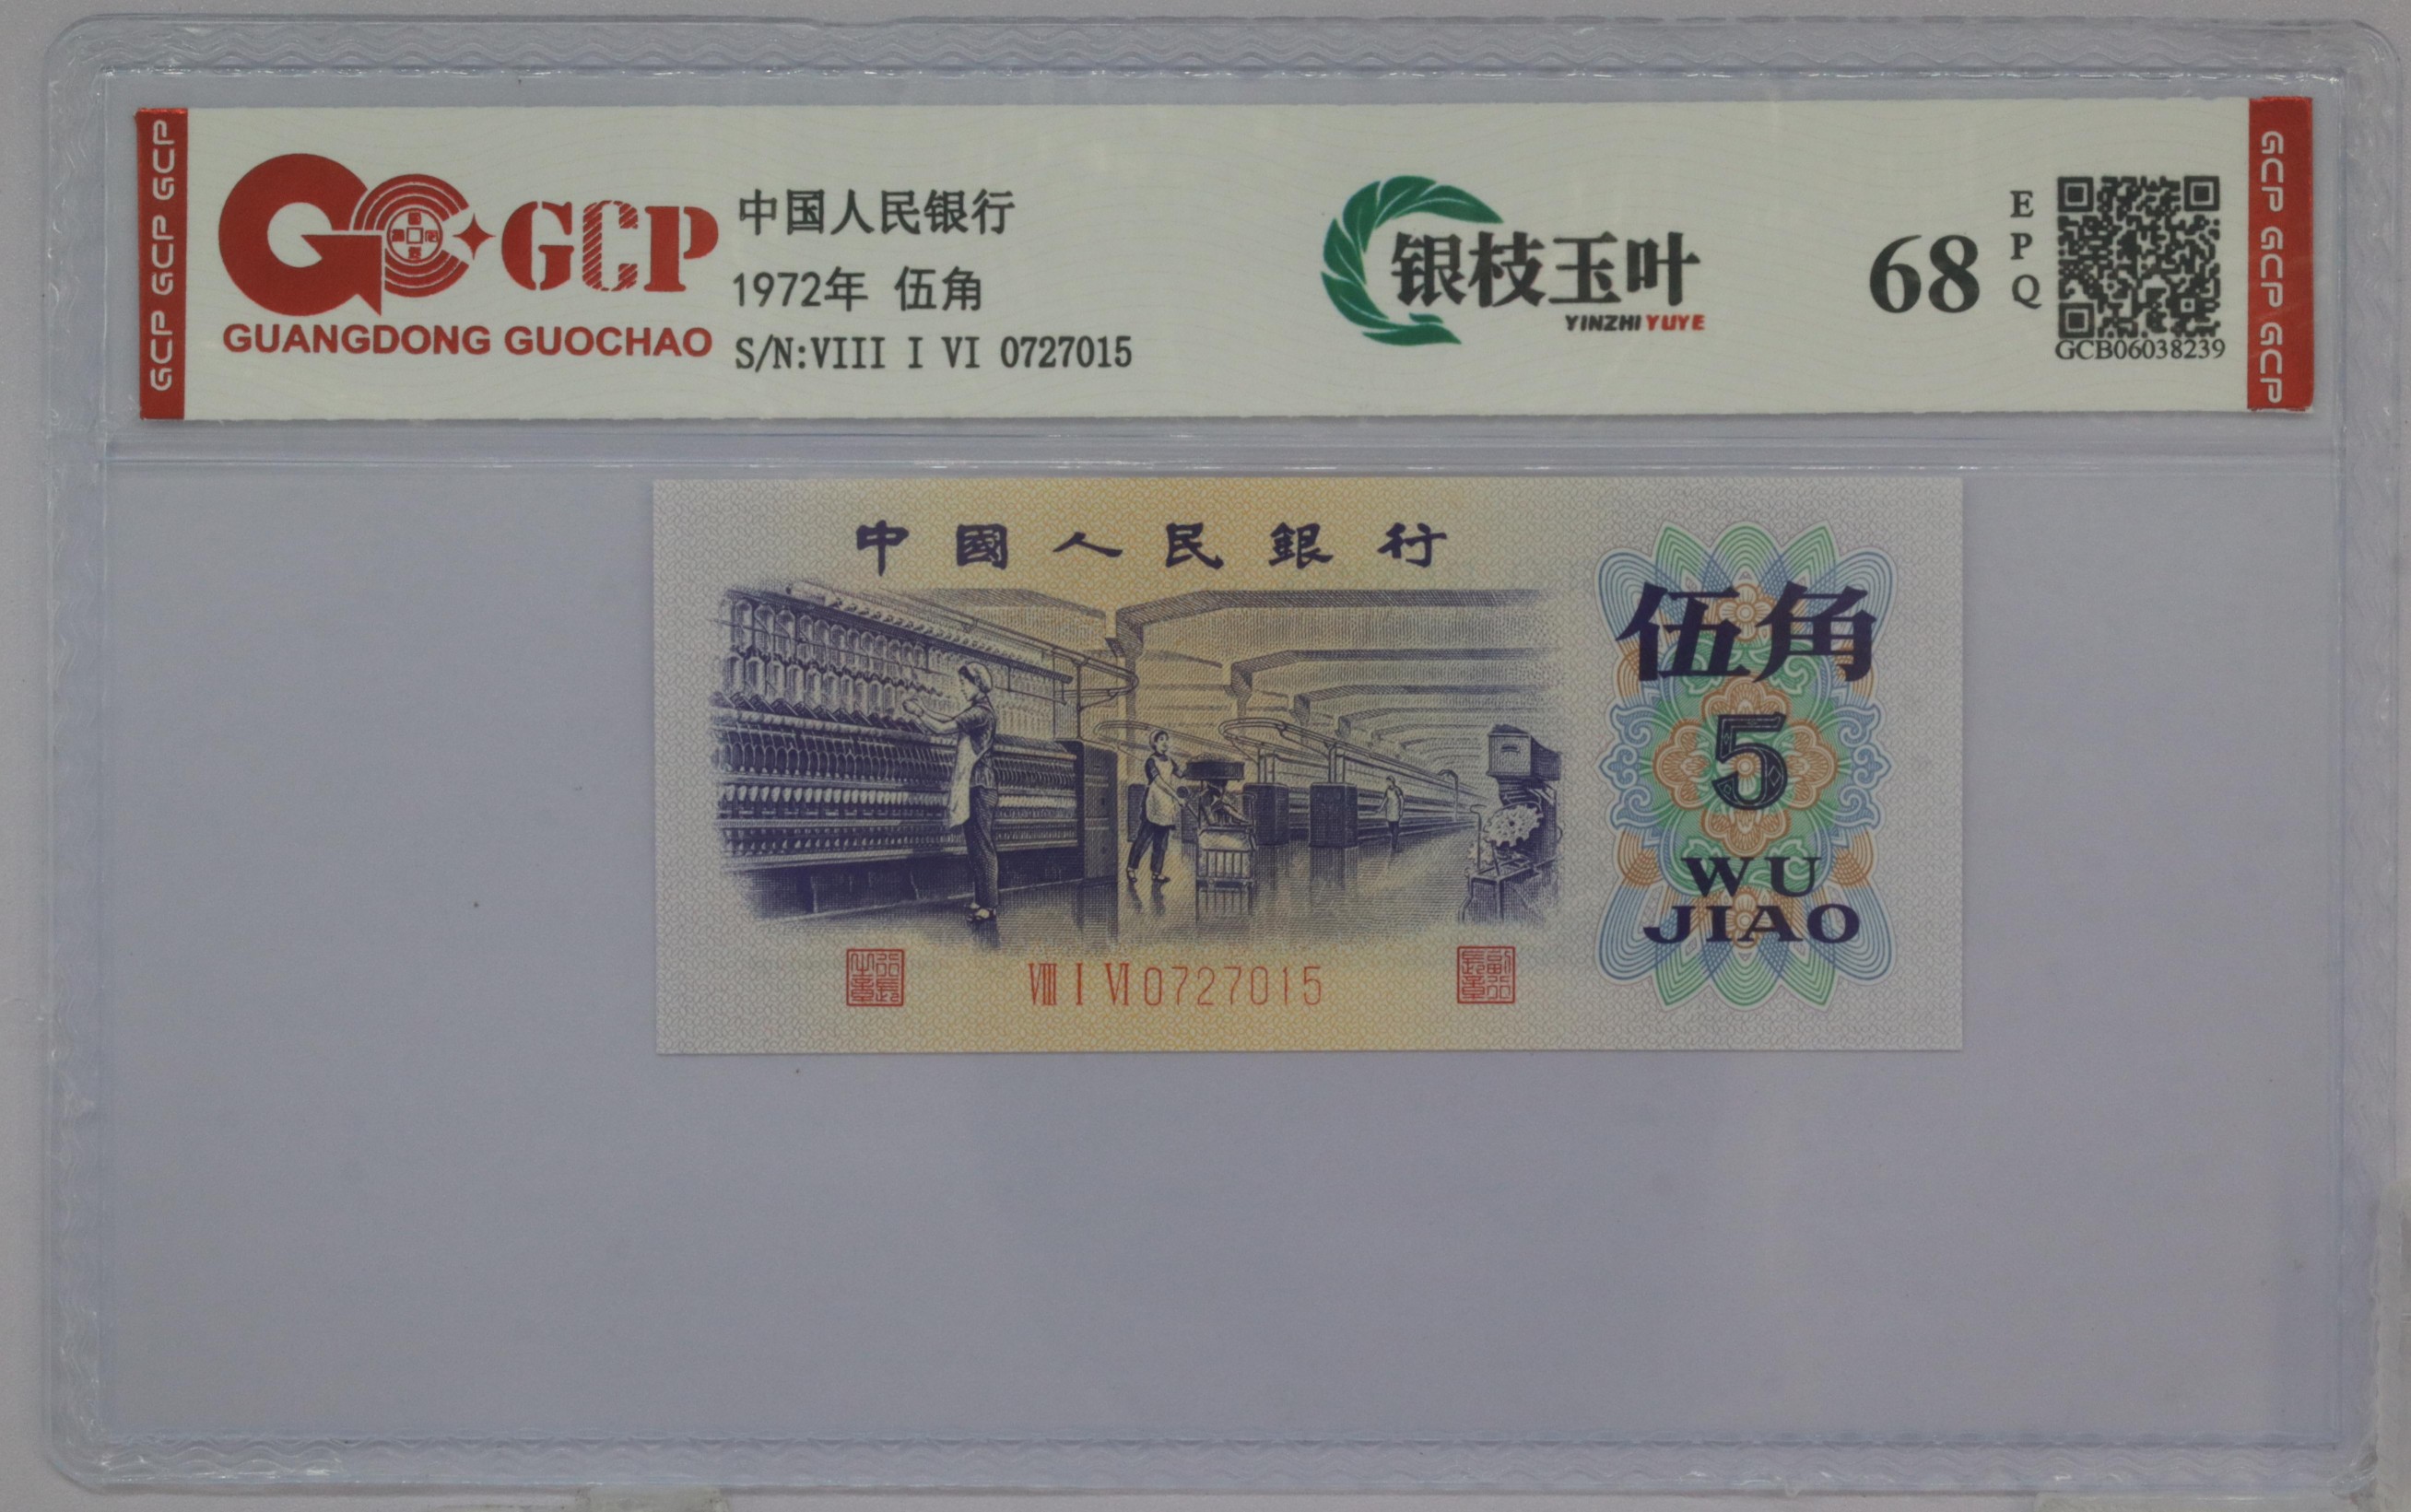 GCP GCP GCP
GCP
GUANGDONG GUOCHAO
中国人民银行
1972年 伍角
S/N:VIII I VI 0727015
银枝玉叶
YINZHI YUYE
68
EPQ
GCB06038239
GCP GCP GCP
中國人民銀行
伍角
5
WU
JIAO
VIII I VI 0727015